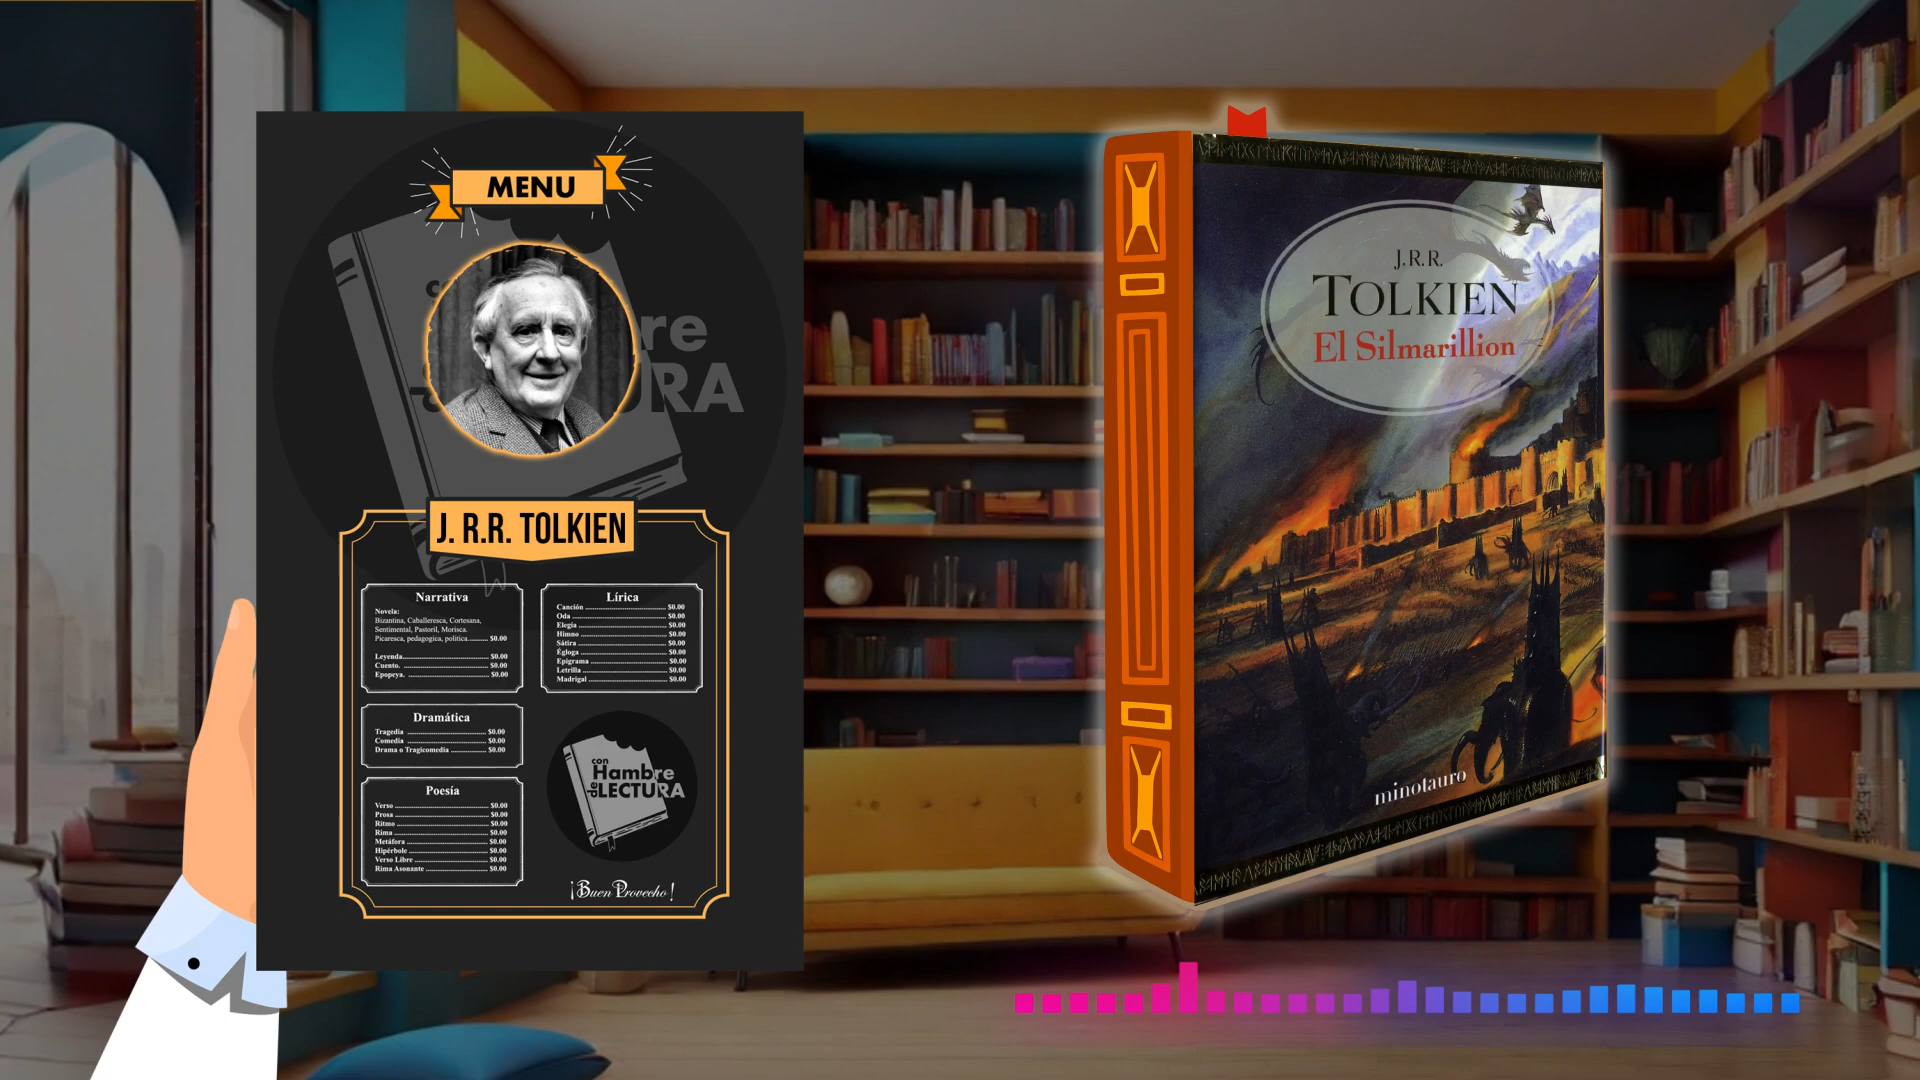 MENU
J. R.R. TOLKIEN
Narrativa
Novela:
Bizantina, Caballeresca, Cortesana,
Sentimental, Pastoril, Morisca.
Picaresca, pedagogica, politica.......... $0.00
Leyenda.......... $0.00
Cuento. .......... $0.00
Epopeya. .......... $0.00
Lírica
Canción .......... $0.00
Oda .......... $0.00
Elegía .......... $0.00
Himno .......... $0.00
Sátira .......... $0.00
Égloga .......... $0.00
Epigrama .......... $0.00
Letrilla .......... $0.00
Madrigal .......... $0.00
Dramática
Tragedia .......... $0.00
Comedia .......... $0.00
Drama o Tragicomedia .......... $0.00
Poesía
Verso .......... $0.00
Prosa .......... $0.00
Ritmo .......... $0.00
Rima .......... $0.00
Metáfora .......... $0.00
Hipérbole .......... $0.00
Verso Libre .......... $0.00
Rima Asonante .......... $0.00
con
Hambre
de LECTURA
¡Buen Provecho!
J.R.R.
TOLKIEN
El Silmarillion
minotauro